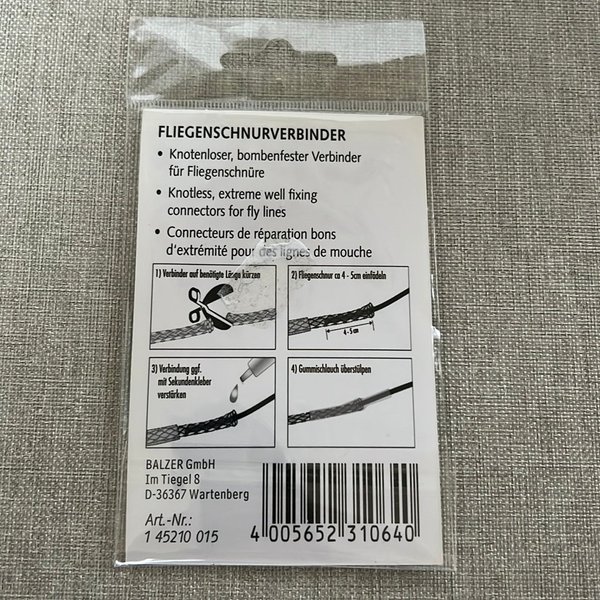 FLIEGENSCHNURVERBINDER
• Knotenloser, bombenfester Verbinder
für Fliegenschnüre
• Knotless, extreme well fixing
connectors for fly lines
• Connecteurs de réparation bons
d'extrémité pour des lignes de mouche
1) Verbinder auf benötigte Länge kürzen
2) Fliegenschnur ca 4 - 5cm einfädeln
4 - 5 cm
3) Verbindung ggf.
mit Sekundenkleber
verstärken
4) Gummischlauch überstülpen
BALZER GmbH
Im Tiegel 8
D-36367 Wartenberg
Art.-Nr.:
1 45210 015
4 005652 310640